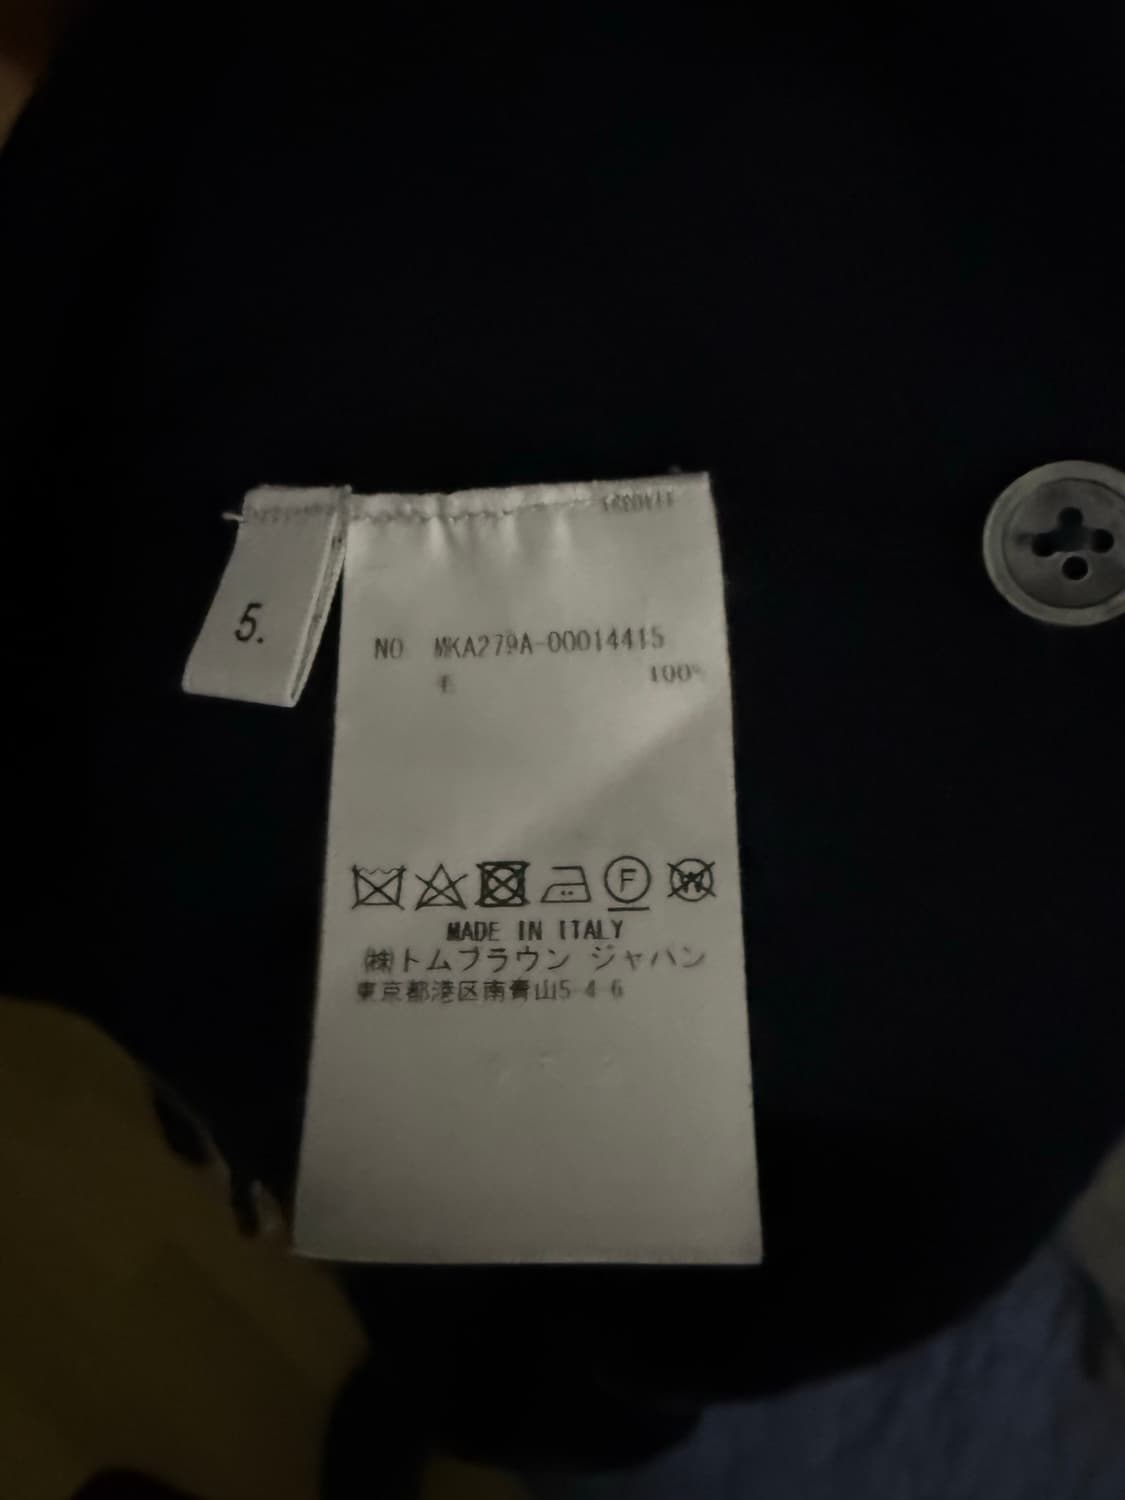 5.
NO MKA279A-00014415
毛 100%
F W
MADE IN ITALY
㈱トムブラウン ジャパン
東京都港区南青山5-4-6